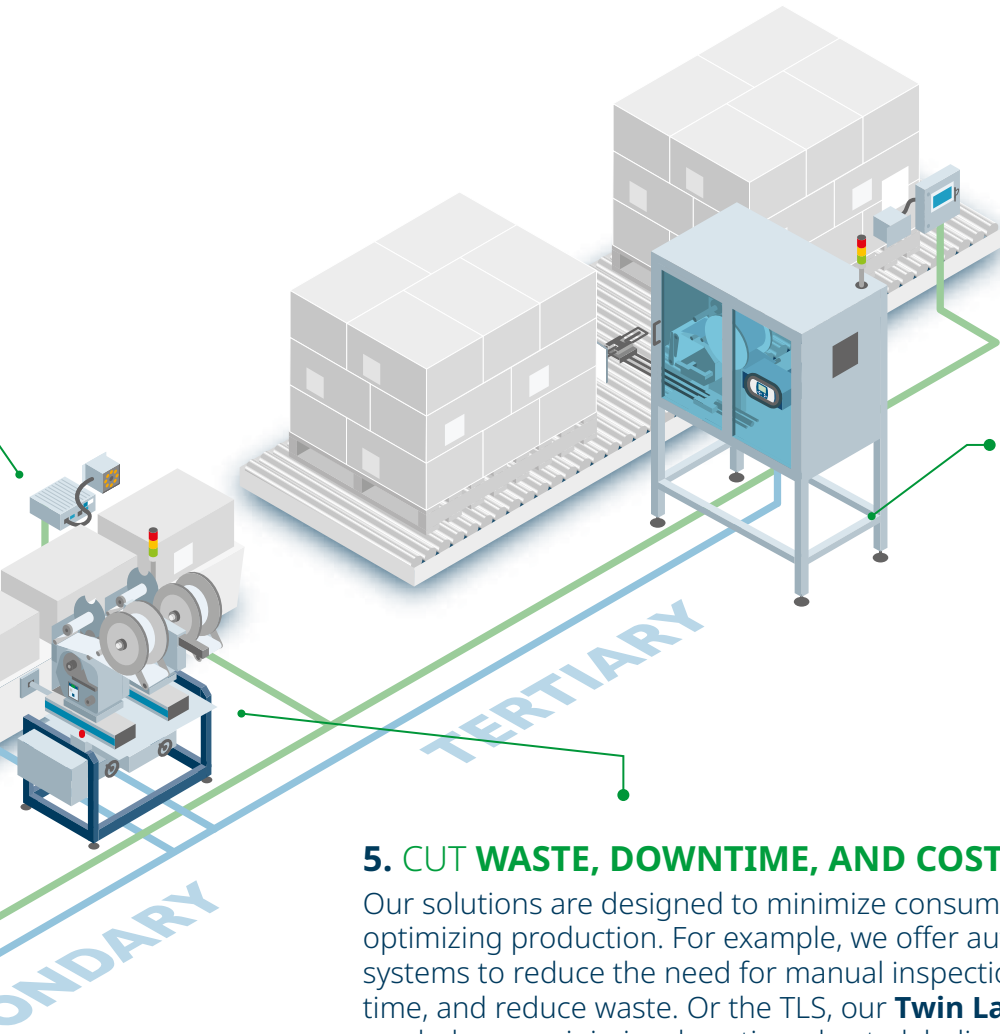 TERTIARY
ONDARY
5. CUT WASTE, DOWNTIME, AND COST
Our solutions are designed to minimize consum
optimizing production. For example, we offer au
systems to reduce the need for manual inspectio
time, and reduce waste. Or the TLS, our Twin La